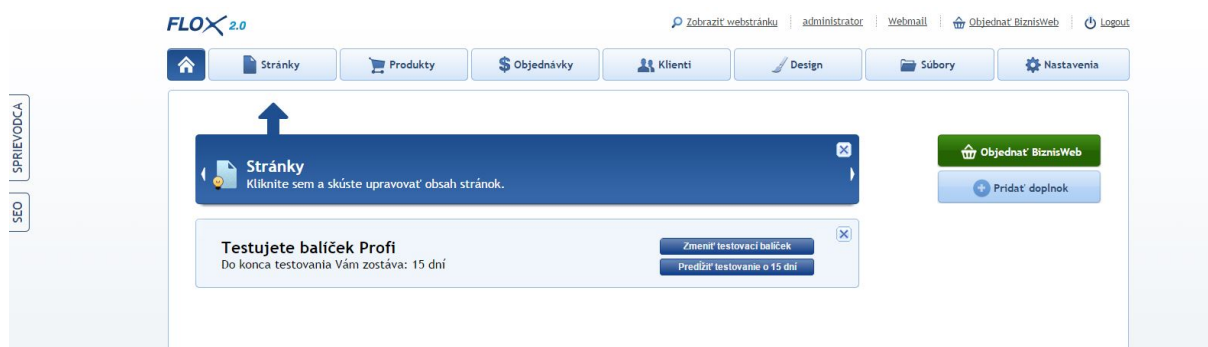 FLOX 2.0
Zobraziť webstránku administrator Webmail Objednať BiznisWeb Logout
Stránky Produkty Objednávky Klienti Design Súbory Nastavenia
SPRIEVODCA
SEO
Stránky
Kliknite sem a skúste upravovať obsah stránok.
Objednať BiznisWeb
Pridať doplnok
Testujete balíček Profi
Do konca testovania Vám zostáva: 15 dní
Zmeniť testovací balíček
Predĺžiť testovanie o 15 dní